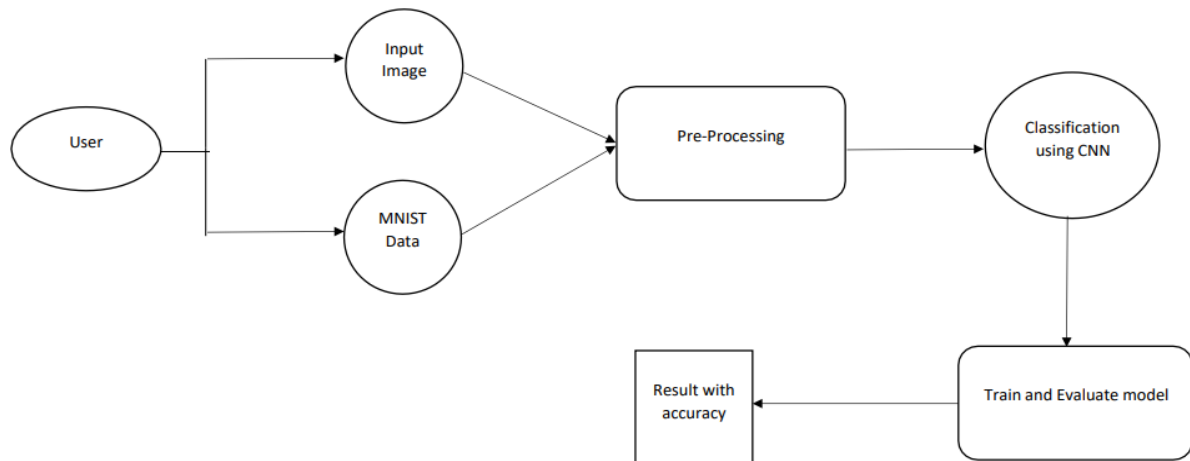 Input
Image
User
Pre-Processing
Classification
using CNN
MNIST
Data
Result with
accuracy
Train and Evaluate model